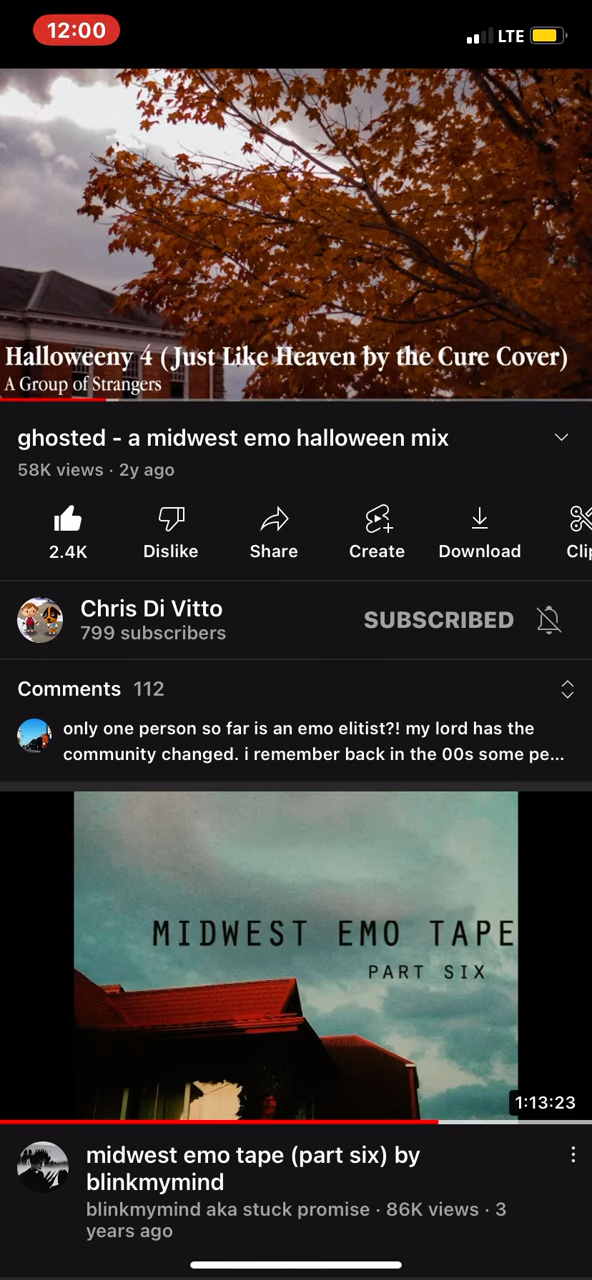 12:00
LTE
Halloweeny 4 (Just Like Heaven by the Cure Cover)
A Group of Strangers
ghosted - a midwest emo halloween mix
58K views · 2y ago
2.4K
Dislike
Share
Create
Download
Clip
Chris Di Vitto
799 subscribers
SUBSCRIBED
Comments 112
only one person so far is an emo elitist?! my lord has the
community changed. i remember back in the 00s some pe...
MIDWEST EMO TAPE
PART SIX
1:13:23
midwest emo tape (part six) by
blinkmymind
blinkmymind aka stuck promise · 86K views · 3
years ago